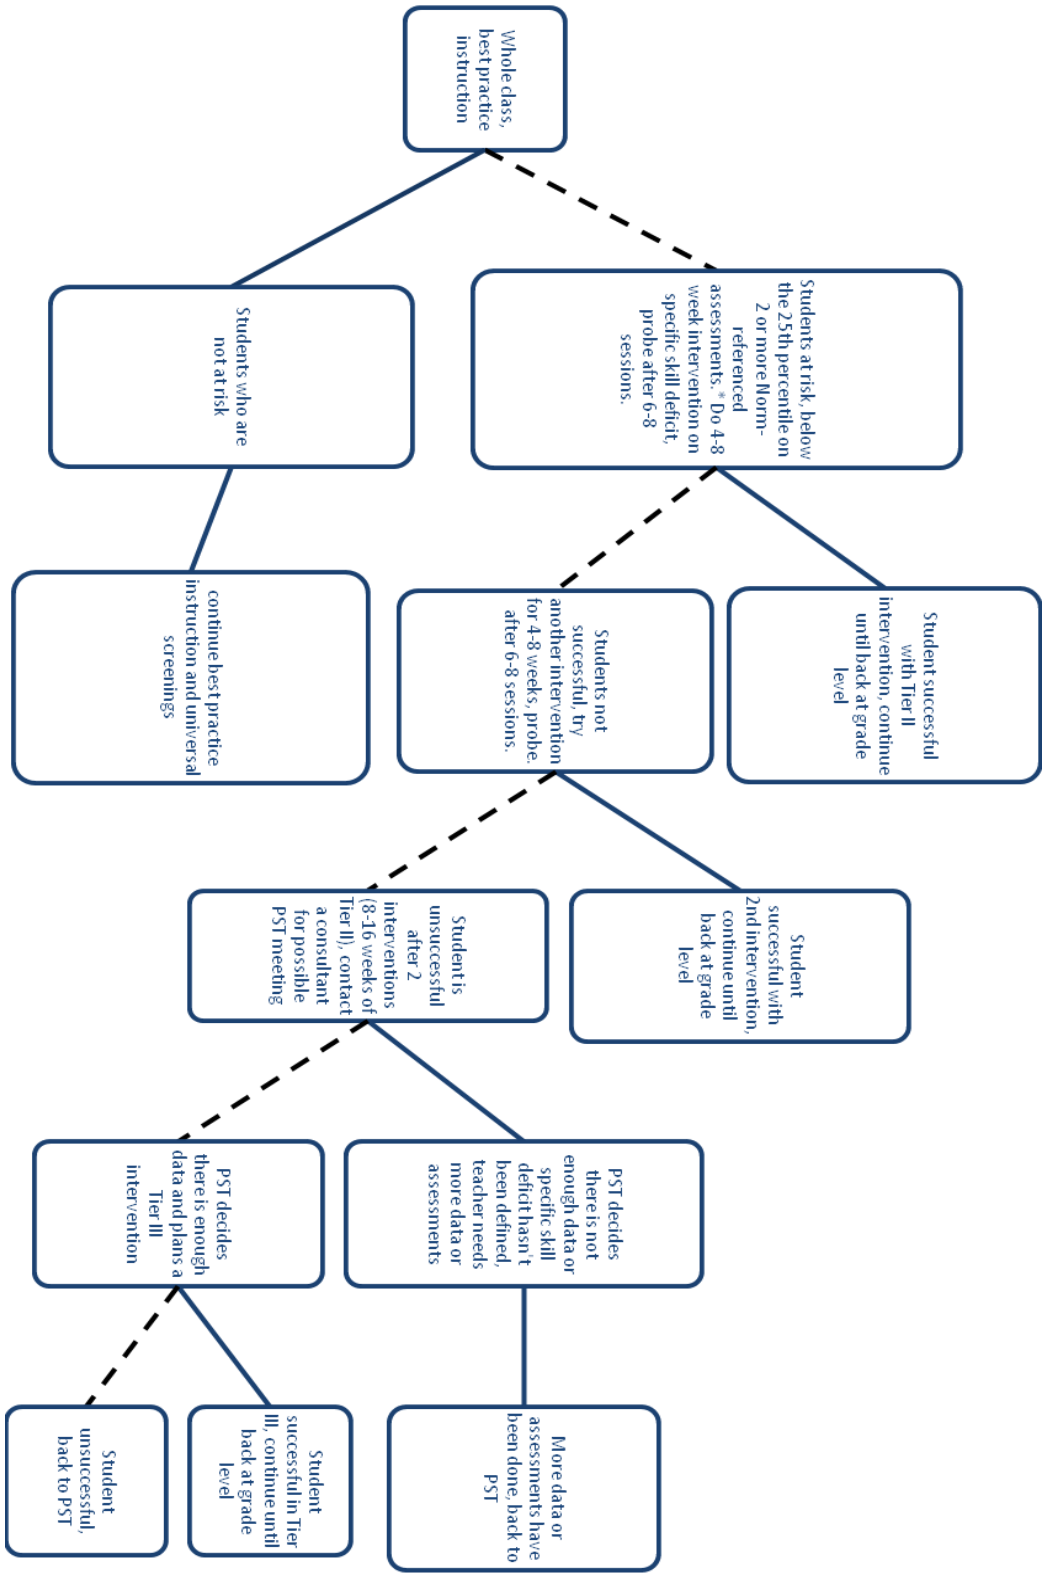 Whole class,
best practice
instruction
Students at risk, below
the 25th percentile on
2 or more Norm-
referenced
assessments. * Do 4-8
week intervention on
specific skill deficit,
probe after 6-8
sessions.
Students who are
not at risk
Student successful
with Tier II
intervention, continue
until back at grade
level
Students not
successful, try
another intervention
for 4-8 weeks, probe.
after 6-8 sessions.
continue best practice
instruction and universal
screenings
Student
successful with
2nd intervention,
continue until
back at grade
level
Student is
unsuccessful
after 2
interventions
(8-16 weeks of
Tier II), contact
a consultant
for possible
PST meeting
PST decides
there is not
enough data or
specific skill
deficit hasn't
been defined,
teacher needs
more data or
assessments
PST decides
there is enough
data and plans a
Tier III
intervention
More data or
assessments have
been done, back to
PST
Student
successful in Tier
III, continue until
back at grade
level
Student
unsuccessful,
back to PST